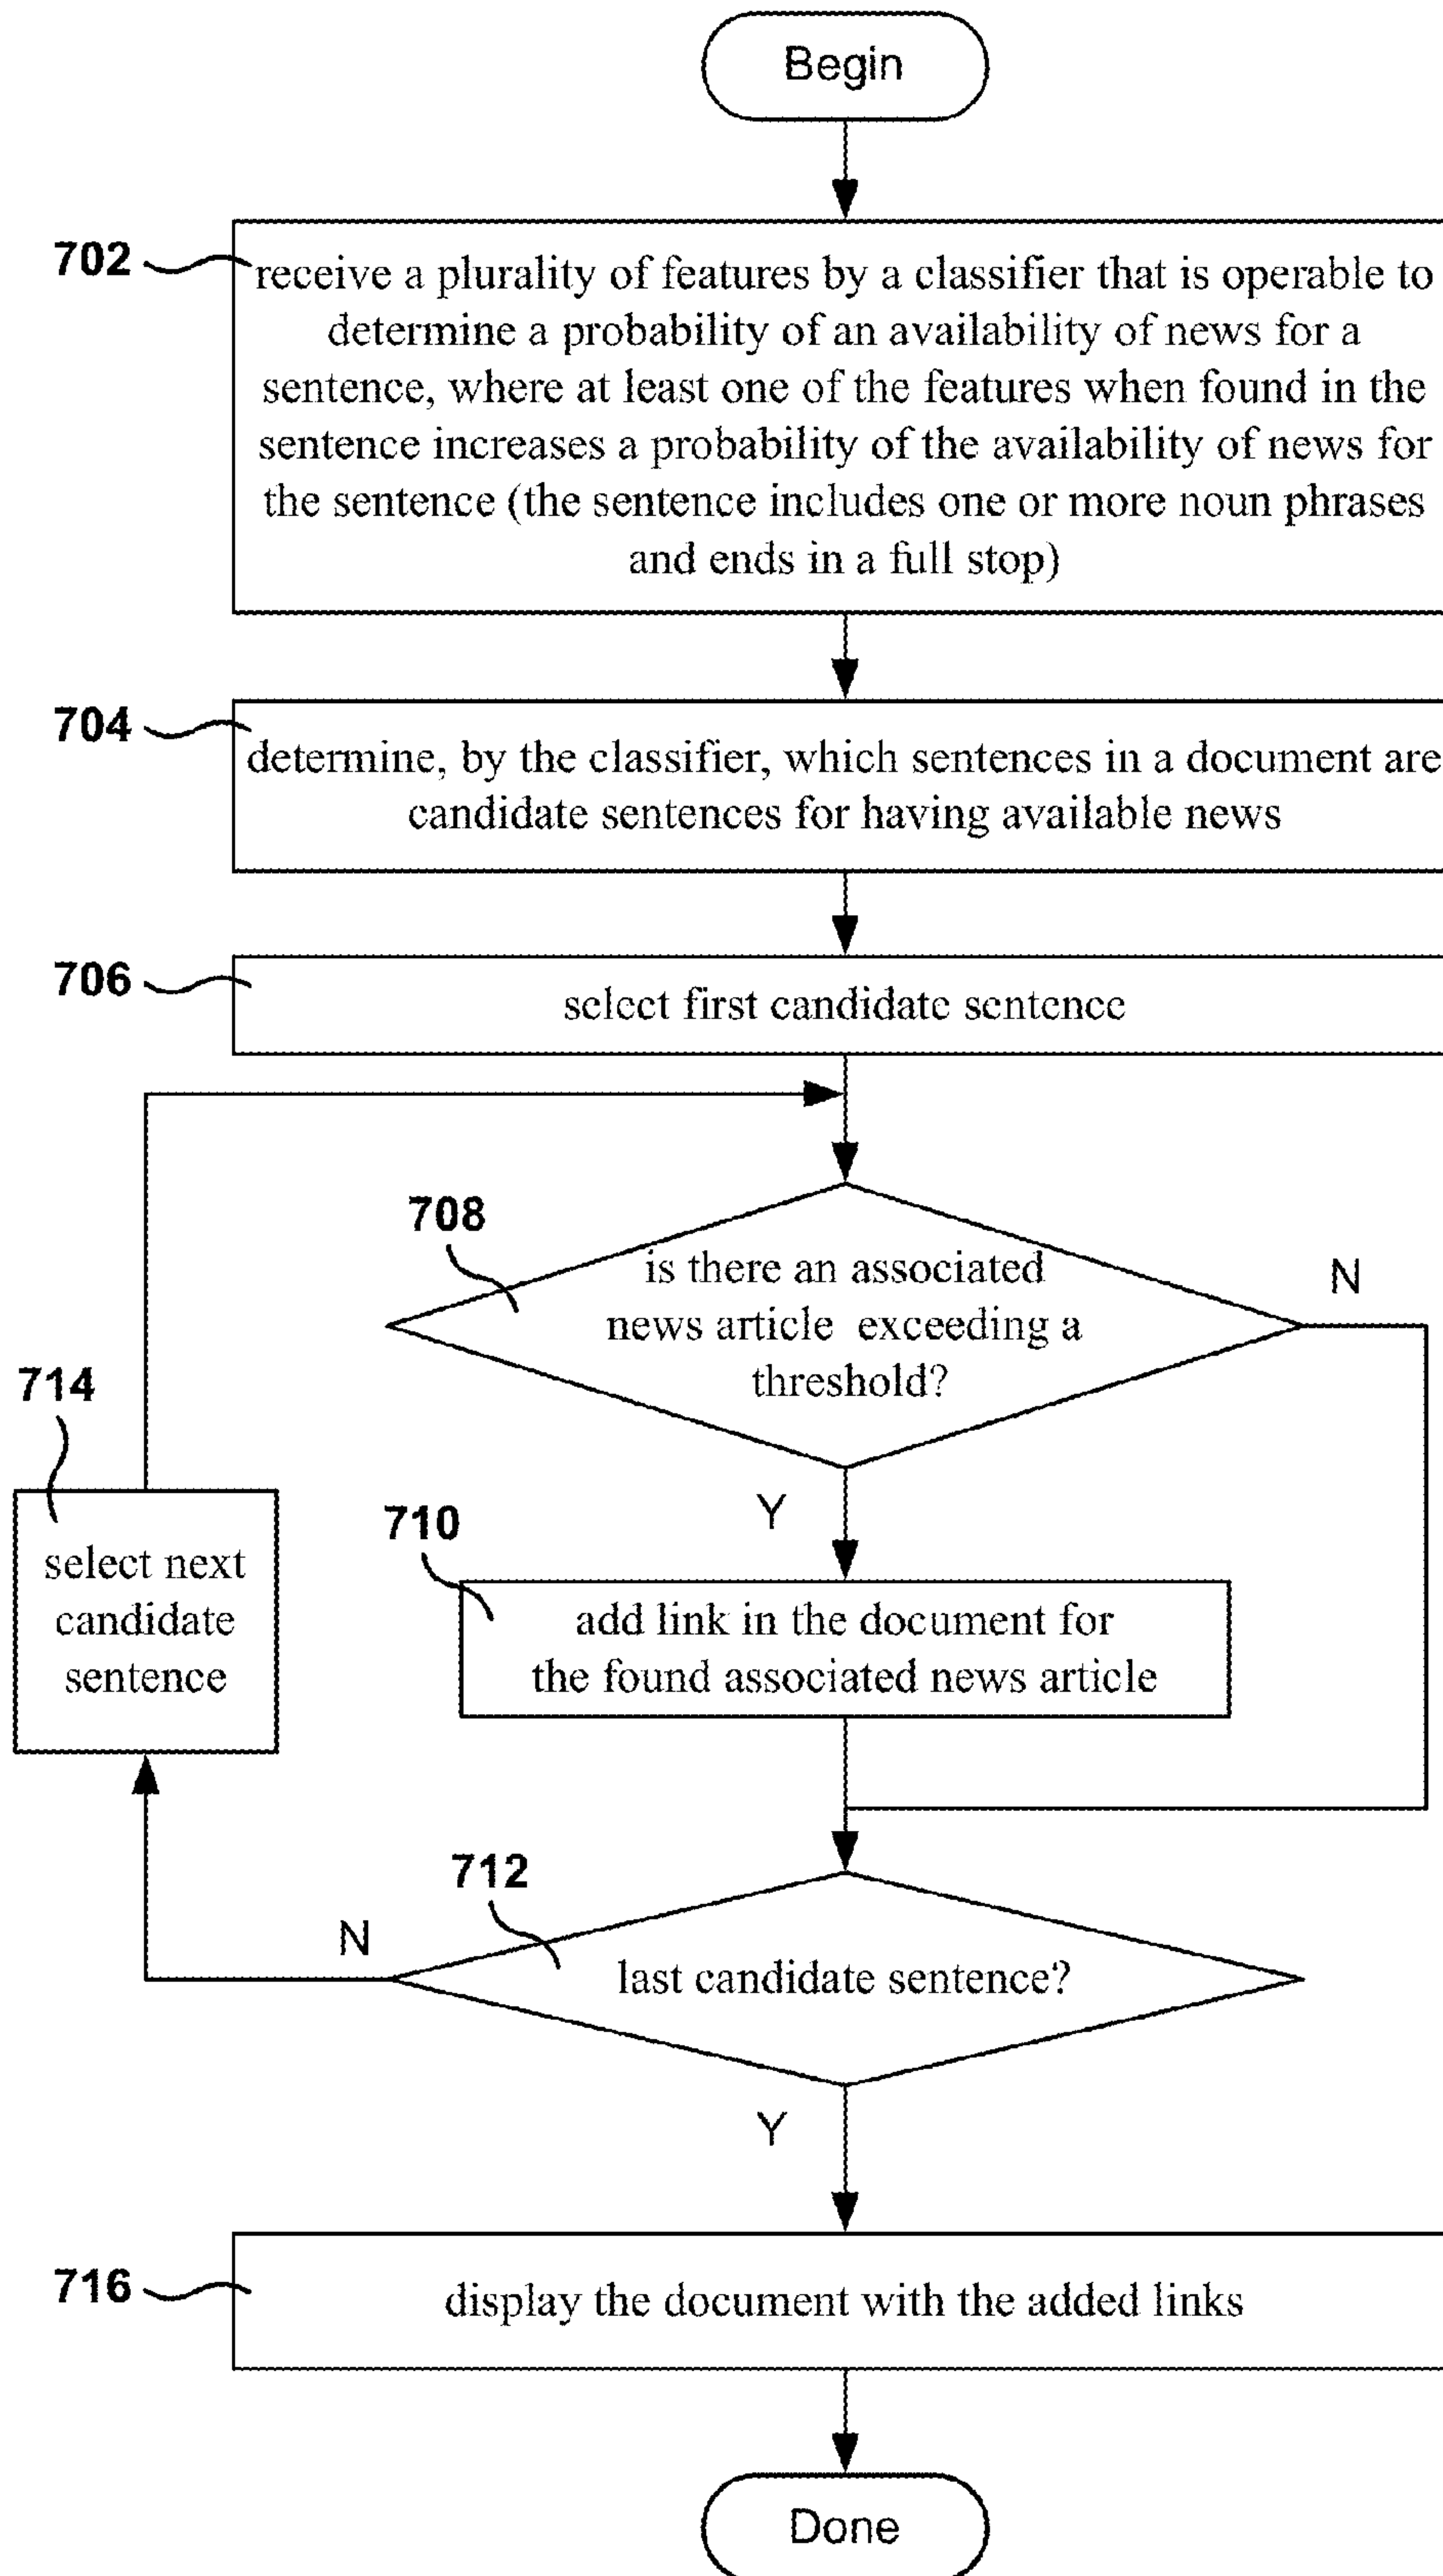 Begin
702
receive a plurality of features by a classifier that is operable to
determine a probability of an availability of news for a
sentence, where at least one of the features when found in the
sentence increases a probability of the availability of news for
the sentence (the sentence includes one or more noun phrases
and ends in a full stop)
704
determine, by the classifier, which sentences in a document are
candidate sentences for having available news
706
select first candidate sentence
708
is there an associated
news article exceeding a
threshold?
N
Y
714
select next
candidate
sentence
710
add link in the document for
the found associated news article
712
last candidate sentence?
N
Y
716
display the document with the added links
Done